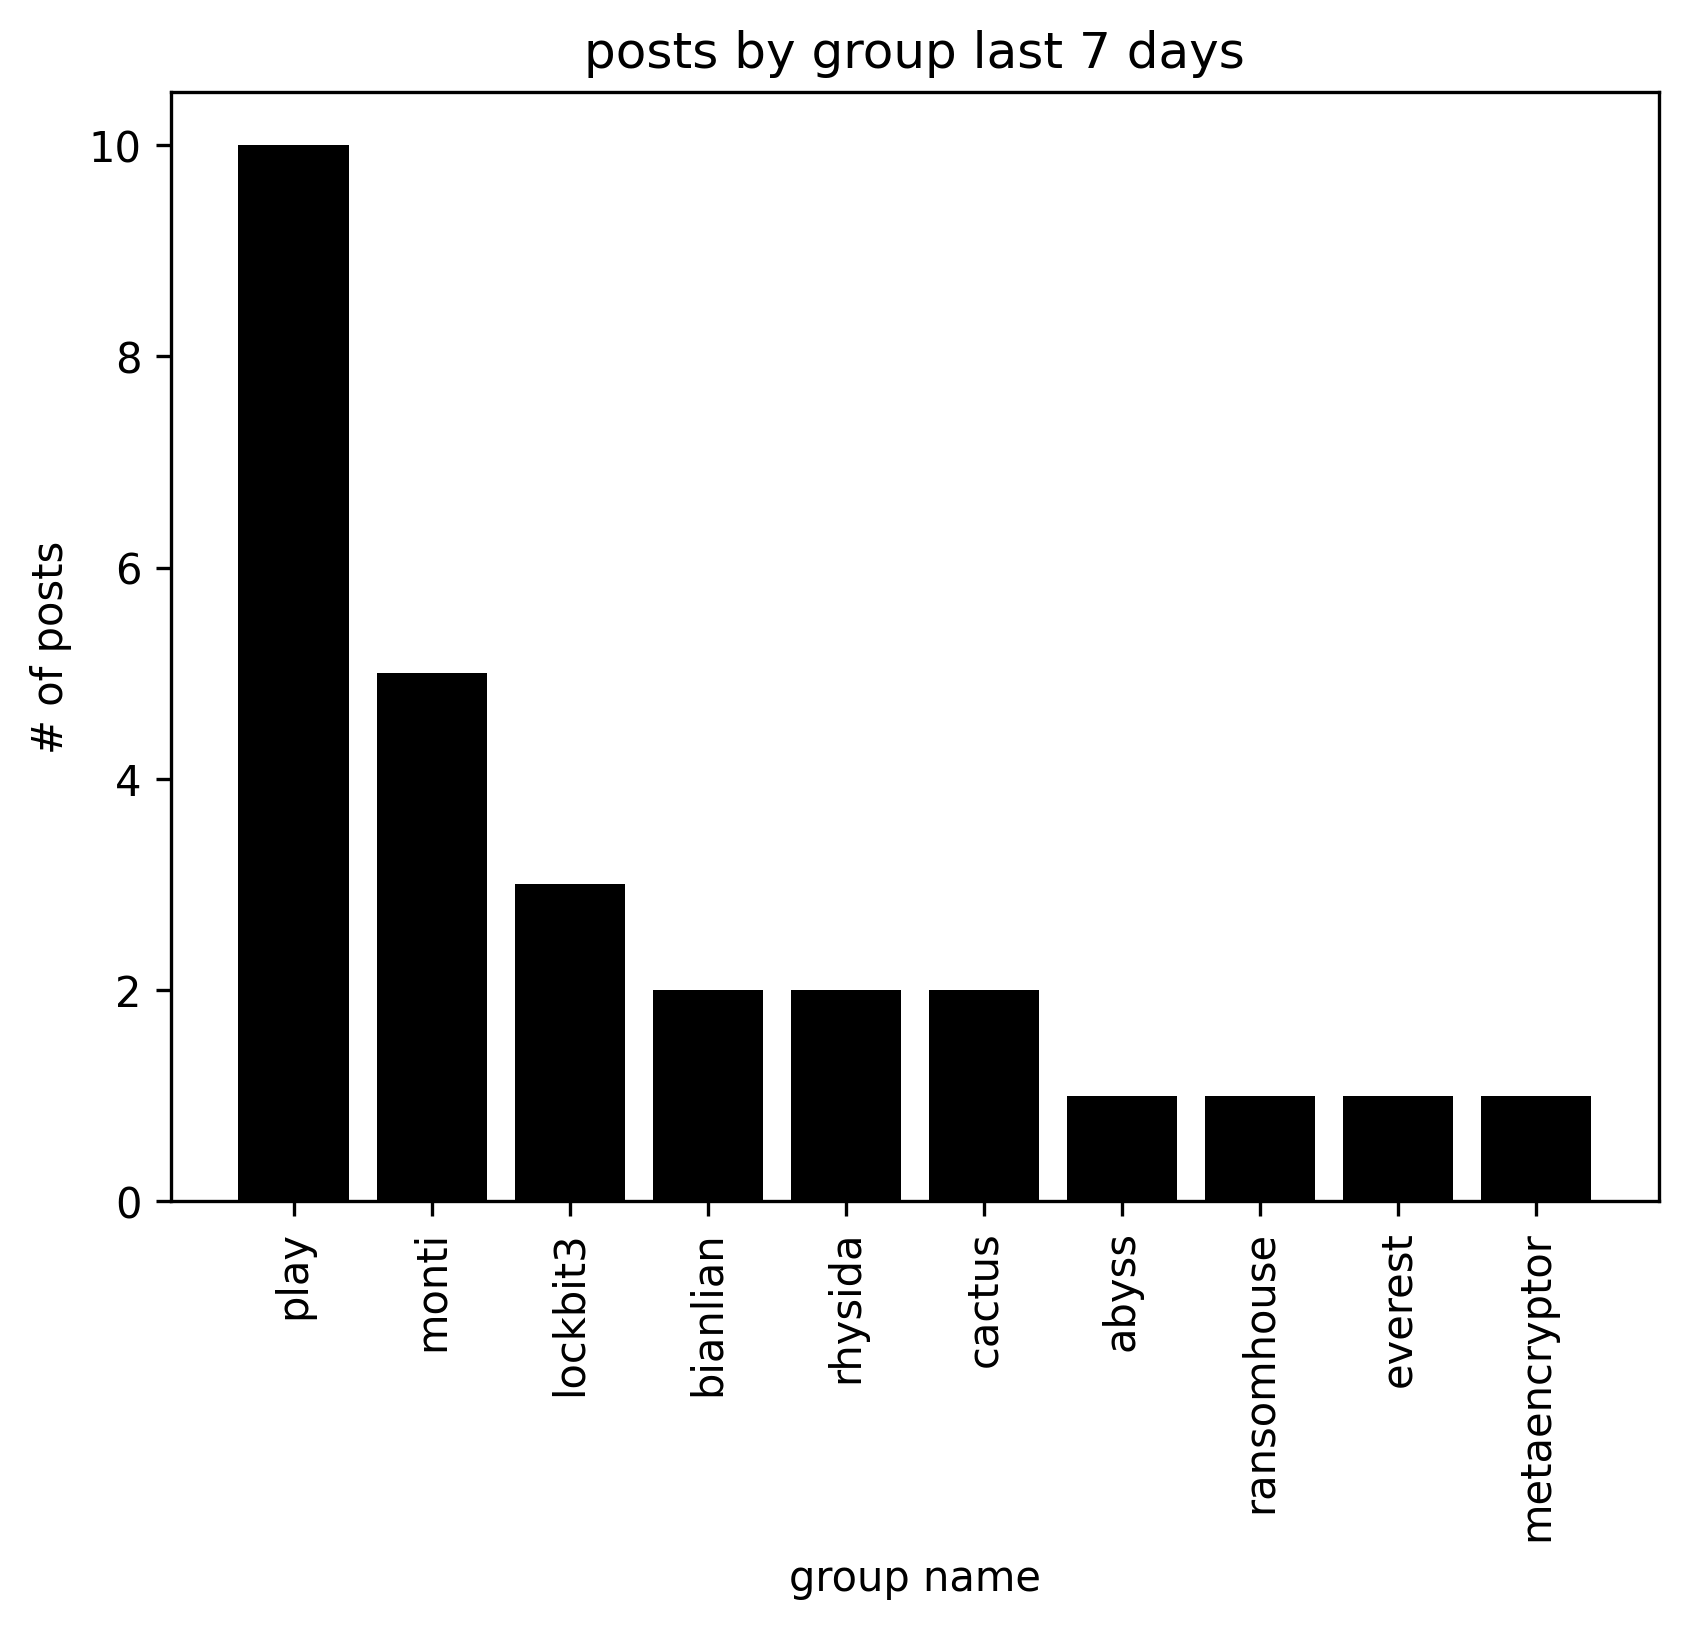 posts by group last 7 days
# of posts
10
8
6
4
2
0
play
monti
lockbit3
bianlian
rhysida
cactus
abyss
ransomhouse
everest
metaencryptor
group name